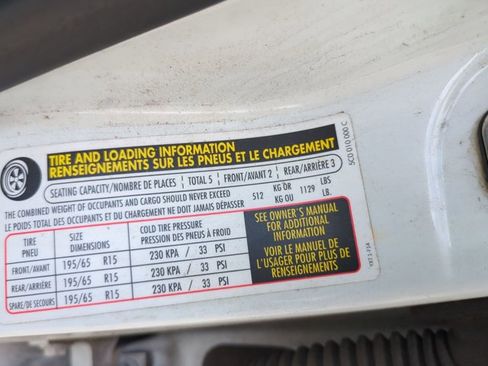 TIRE AND LOADING INFORMATION
RENSEIGNEMENTS SUR LES PNEUS ET LE CHARGEMENT
SEATING CAPACITY/NOMBRE DE PLACES | TOTAL 5 | FRONT/AVANT 2 | REAR/ARRIÈRE 3
THE COMBINED WEIGHT OF OCCUPANTS AND CARGO SHOULD NEVER EXCEED 512 KG OR 1129 LBS
LE POIDS TOTAL DES OCCUPANTS ET DU CHARGEMENT NE DOIT JAMAIS DÉPASSER KG OU LB.
TIRE SIZE COLD TIRE PRESSURE
PNEU DIMENSIONS PRESSION DES PNEUS À FROID
FRONT/AVANT 195/65 R15 230 KPA / 33 PSI
REAR/ARRIÈRE 195/65 R15 230 KPA / 33 PSI
SPARE/DE SECOURS 195/65 R15 230 KPA / 33 PSI
SEE OWNER'S MANUAL
FOR ADDITIONAL
INFORMATION
VOIR LE MANUEL DE
L'USAGER POUR PLUS DE
RENSEIGNEMENTS
5C0 010 000 C